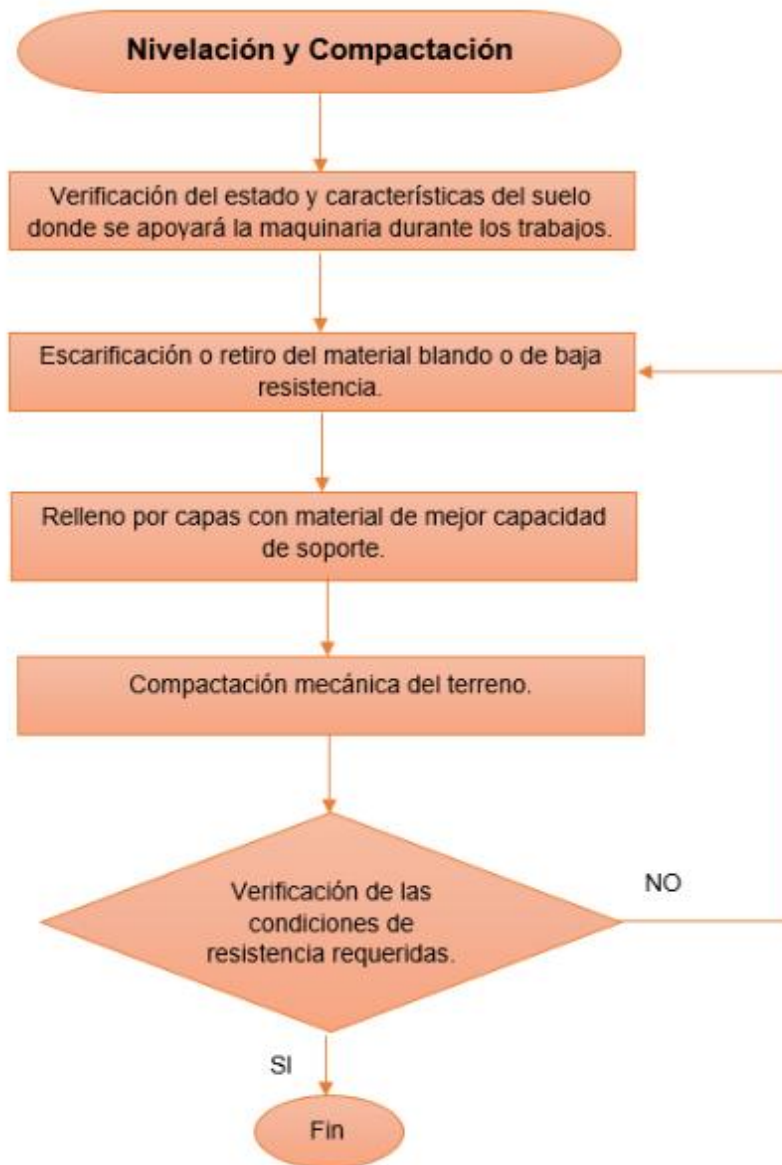 Nivelación y Compactación
Verificación del estado y características del suelo
donde se apoyará la maquinaria durante los trabajos.
Escarificación o retiro del material blando o de baja
resistencia.
Relleno por capas con material de mejor capacidad
de soporte.
Compactación mecánica del terreno.
Verificación de las
condiciones de
resistencia requeridas.
NO
SI
Fin